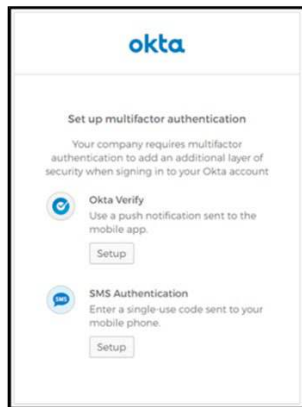 okta
Set up multifactor authentication
Your company requires multifactor
authentication to add an additional layer of
security when signing in to your Okta account
Okta Verify
Use a push notification sent to the
mobile app.
Setup
SMS
SMS Authentication
Enter a single-use code sent to your
mobile phone.
Setup